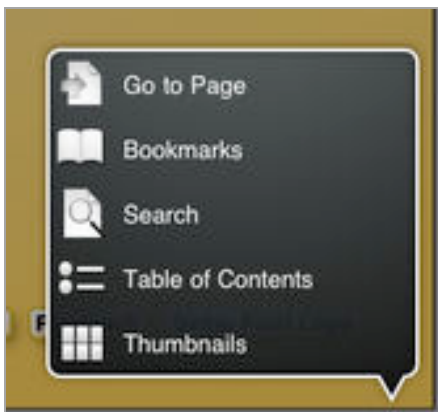 Go to Page
Bookmarks
Search
Table of Contents
Thumbnails